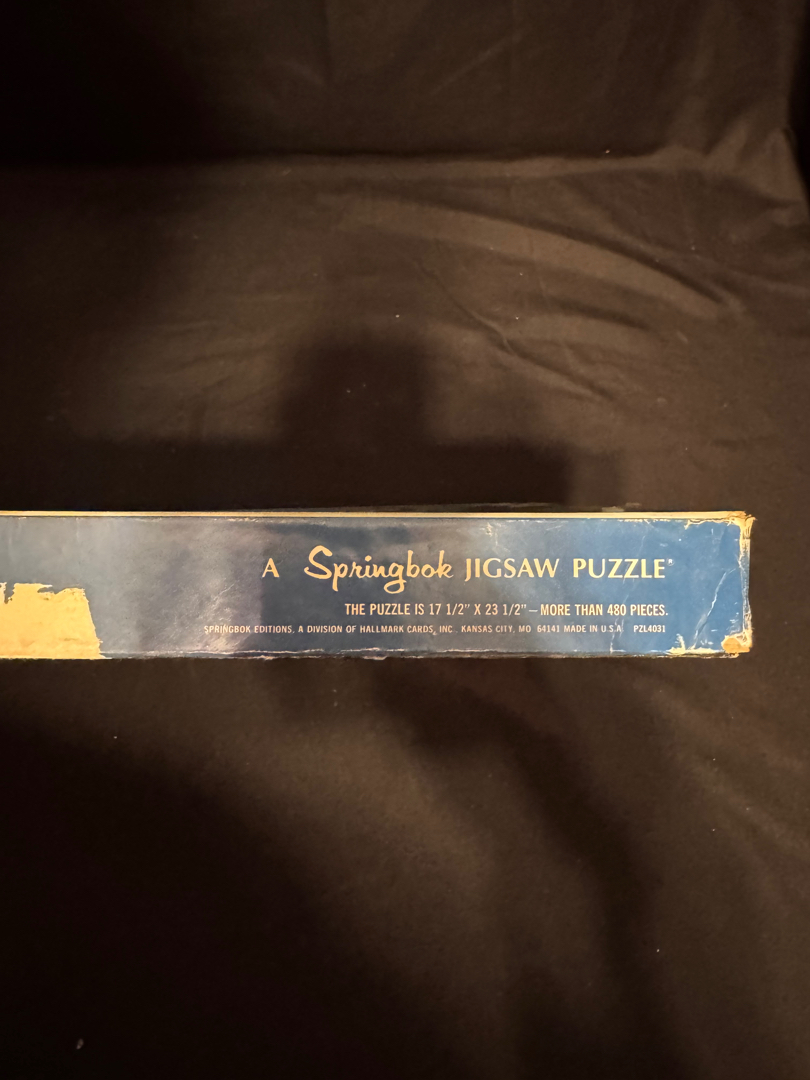 A Springbok JIGSAW PUZZLE®
THE PUZZLE IS 17 1/2" X 23 1/2" — MORE THAN 480 PIECES.
SPRINGBOK EDITIONS, A DIVISION OF HALLMARK CARDS, INC., KANSAS CITY, MO 64141 MADE IN U.S.A. PZL4031